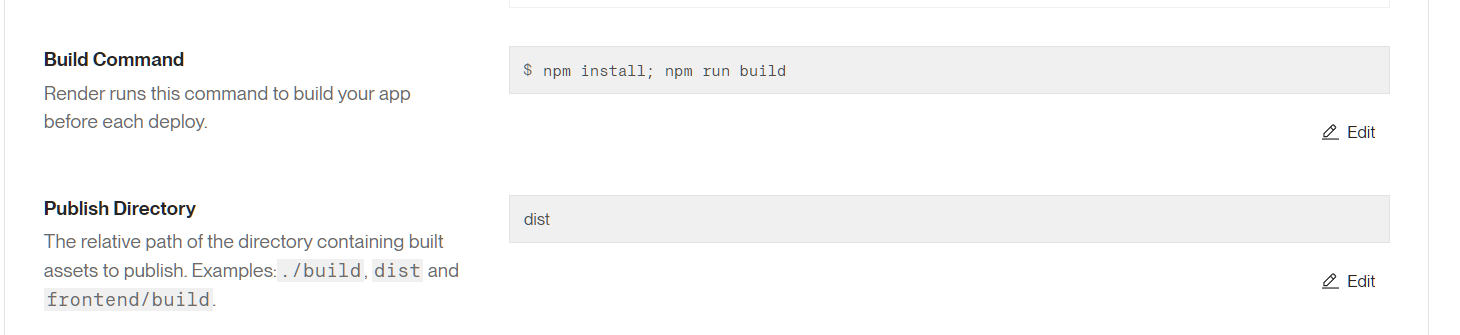 Build Command
$ npm install; npm run build
Render runs this command to build your app
before each deploy.
Edit
Publish Directory
dist
The relative path of the directory containing built
assets to publish. Examples: ./build, dist and
frontend/build.
Edit